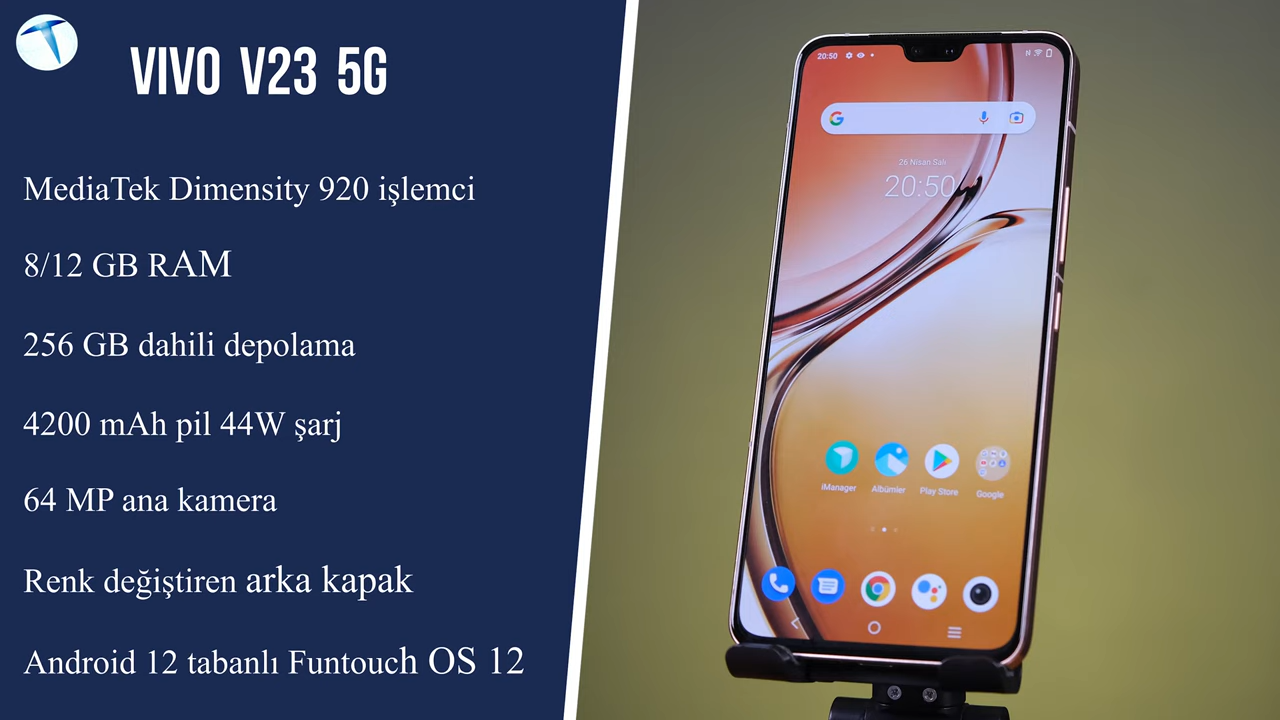 VIVO V23 5G
MediaTek Dimensity 920 işlemci
8/12 GB RAM
256 GB dahili depolama
4200 mAh pil 44W şarj
64 MP ana kamera
Renk değiştiren arka kapak
Android 12 tabanlı Funtouch OS 12
20:50
26 Nisan Salı
20:50
iManager
Albümler
Play Store
Google